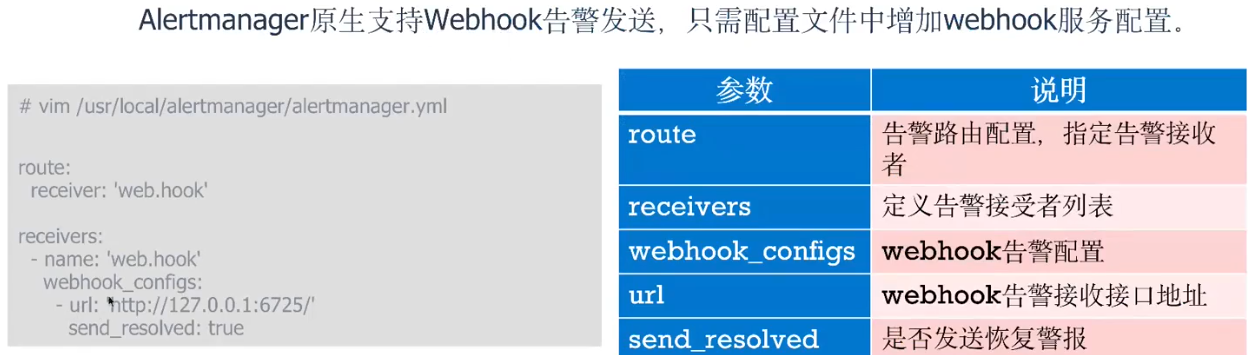 Alertmanager原生支持Webhook告警发送，只需配置文件中增加webhook服务配置。
# vim /usr/local/alertmanager/alertmanager.yml
route:
receiver: 'web.hook'
receivers:
- name: 'web.hook'
webhook_configs:
- url: 'http://127.0.0.1:6725/'
send_resolved: true
参数 说明
route 告警路由配置，指定告警接收
者
receivers 定义告警接受者列表
webhook_configs webhook告警配置
url webhook告警接收接口地址
send_resolved 是否发送恢复警报